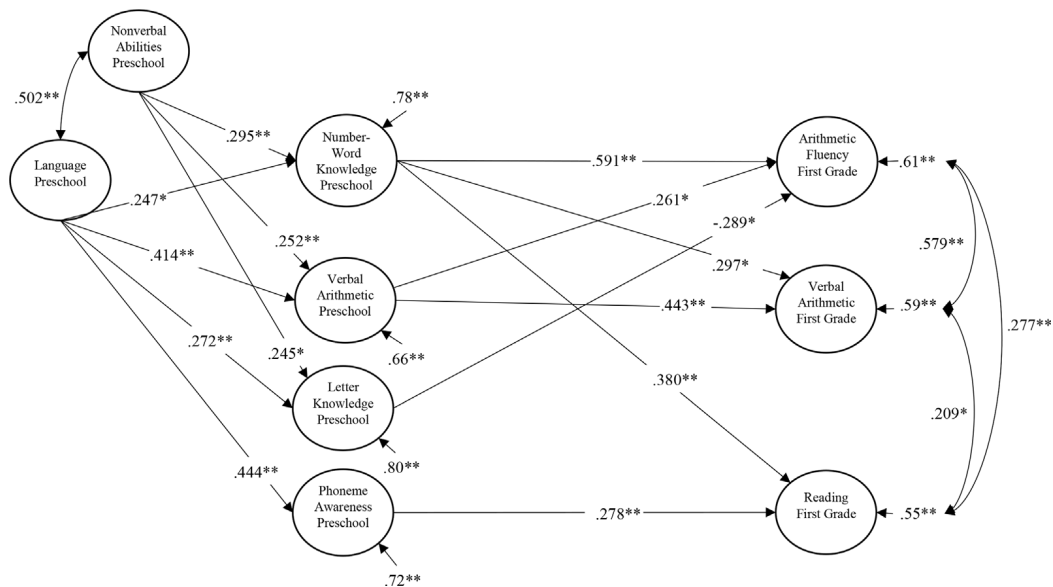 Nonverbal
Abilities
Preschool
.502**
Language
Preschool
.295**
.247*
.414**
.252**
.272**
.245*
.444**
.78**
Number-
Word
Knowledge
Preschool
Verbal
Arithmetic
Preschool
.66**
Letter
Knowledge
Preschool
.80**
Phoneme
Awareness
Preschool
.72**
.591**
.261*
-.289*
.297*
.443**
.380**
.278**
Arithmetic
Fluency
First Grade
.61**
Verbal
Arithmetic
First Grade
.59**
Reading
First Grade
.55**
.579**
.277**
.209*